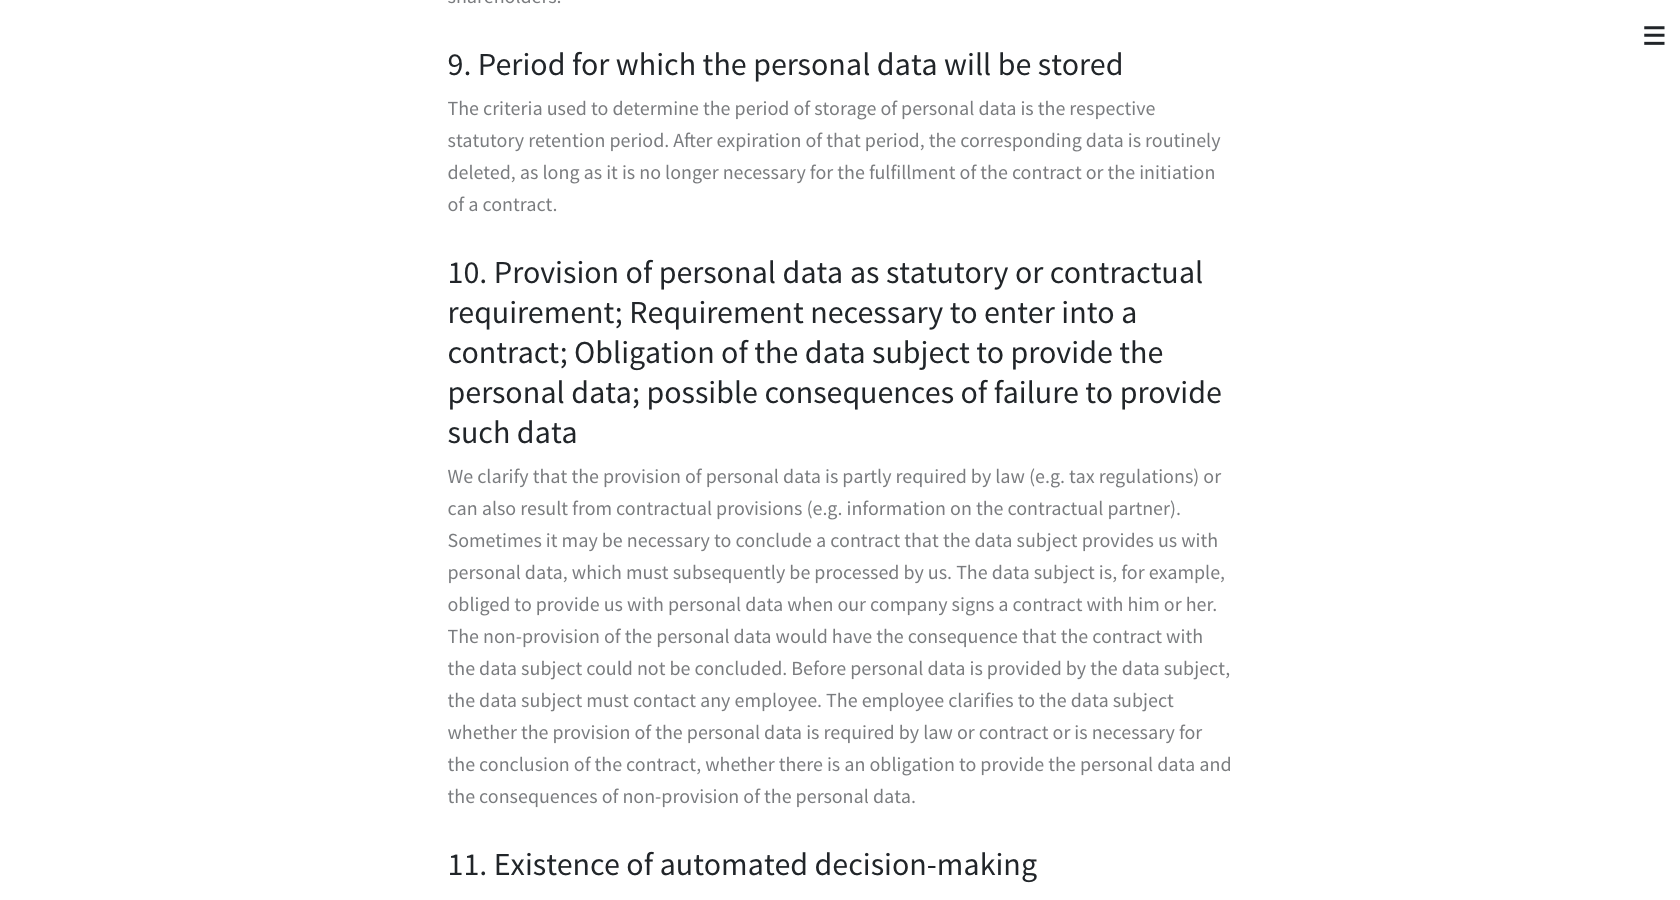 shareholders.
9. Period for which the personal data will be stored
The criteria used to determine the period of storage of personal data is the respective
statutory retention period. After expiration of that period, the corresponding data is routinely
deleted, as long as it is no longer necessary for the fulfillment of the contract or the initiation
of a contract.
10. Provision of personal data as statutory or contractual
requirement; Requirement necessary to enter into a
contract; Obligation of the data subject to provide the
personal data; possible consequences of failure to provide
such data
We clarify that the provision of personal data is partly required by law (e.g. tax regulations) or
can also result from contractual provisions (e.g. information on the contractual partner).
Sometimes it may be necessary to conclude a contract that the data subject provides us with
personal data, which must subsequently be processed by us. The data subject is, for example,
obliged to provide us with personal data when our company signs a contract with him or her.
The non-provision of the personal data would have the consequence that the contract with
the data subject could not be concluded. Before personal data is provided by the data subject,
the data subject must contact any employee. The employee clarifies to the data subject
whether the provision of the personal data is required by law or contract or is necessary for
the conclusion of the contract, whether there is an obligation to provide the personal data and
the consequences of non-provision of the personal data.
11. Existence of automated decision-making